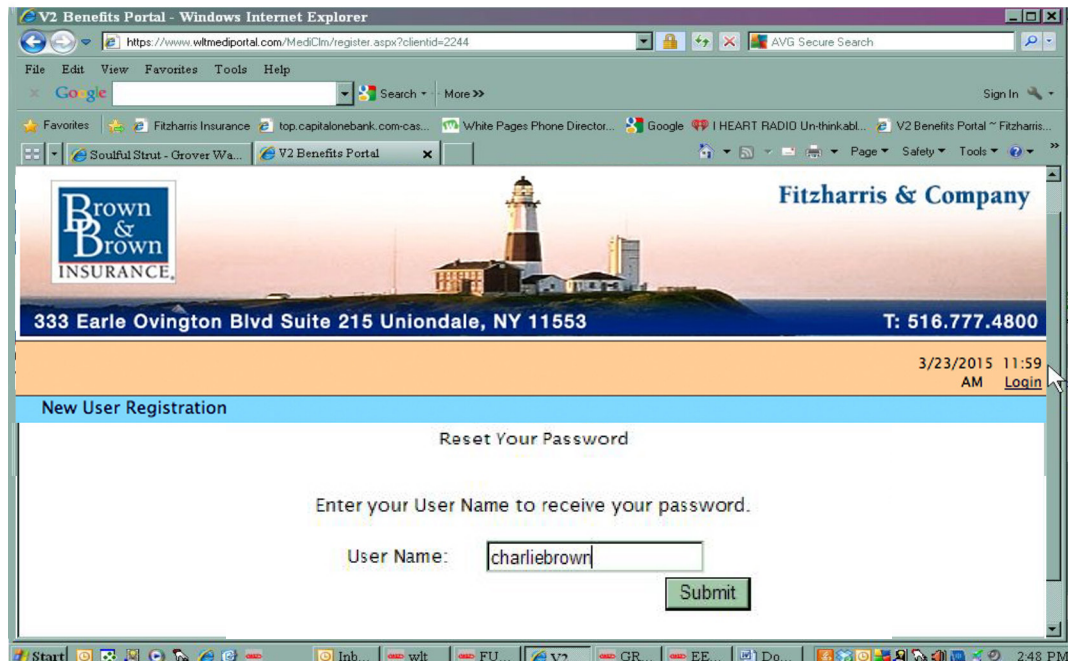 V2 Benefits Portal - Windows Internet Explorer
https://www.wltmediportal.com/MediClm/register.aspx?clientid=2244
AVG Secure Search
File Edit View Favorites Tools Help
x Google Search More >> Sign In
Favorites Fitzharris Insurance top.capitalonebank.com-cas... White Pages Phone Director... Google I HEART RADIO Un-thinkabl... V2 Benefits Portal ~ Fitzharris...
Soulful Strut - Grover Wa... V2 Benefits Portal x Page Safety Tools >>
Brown
&
Brown
INSURANCE.
Fitzharris & Company
333 Earle Ovington Blvd Suite 215 Uniondale, NY 11553 T: 516.777.4800
3/23/2015 11:59
AM Login
New User Registration
Reset Your Password
Enter your User Name to receive your password.
User Name: charliebrown
Submit
Start Inb... wlt FU... V2 GR... EE... Do... 2:48 PM